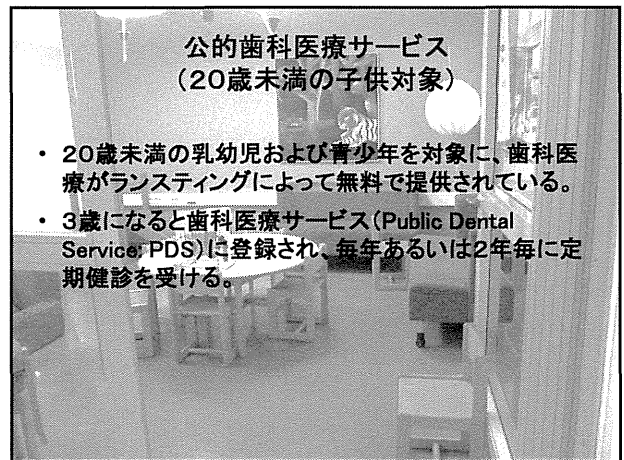 公的歯科医療サービス
（20歳未満の子供対象）
・ 20歳未満の乳幼児および青少年を対象に、歯科医
療がランスティングによって無料で提供されている。
・ 3歳になると歯科医療サービス（Public Dental
Service: PDS）に登録され、毎年あるいは2年毎に定
期健診を受ける。